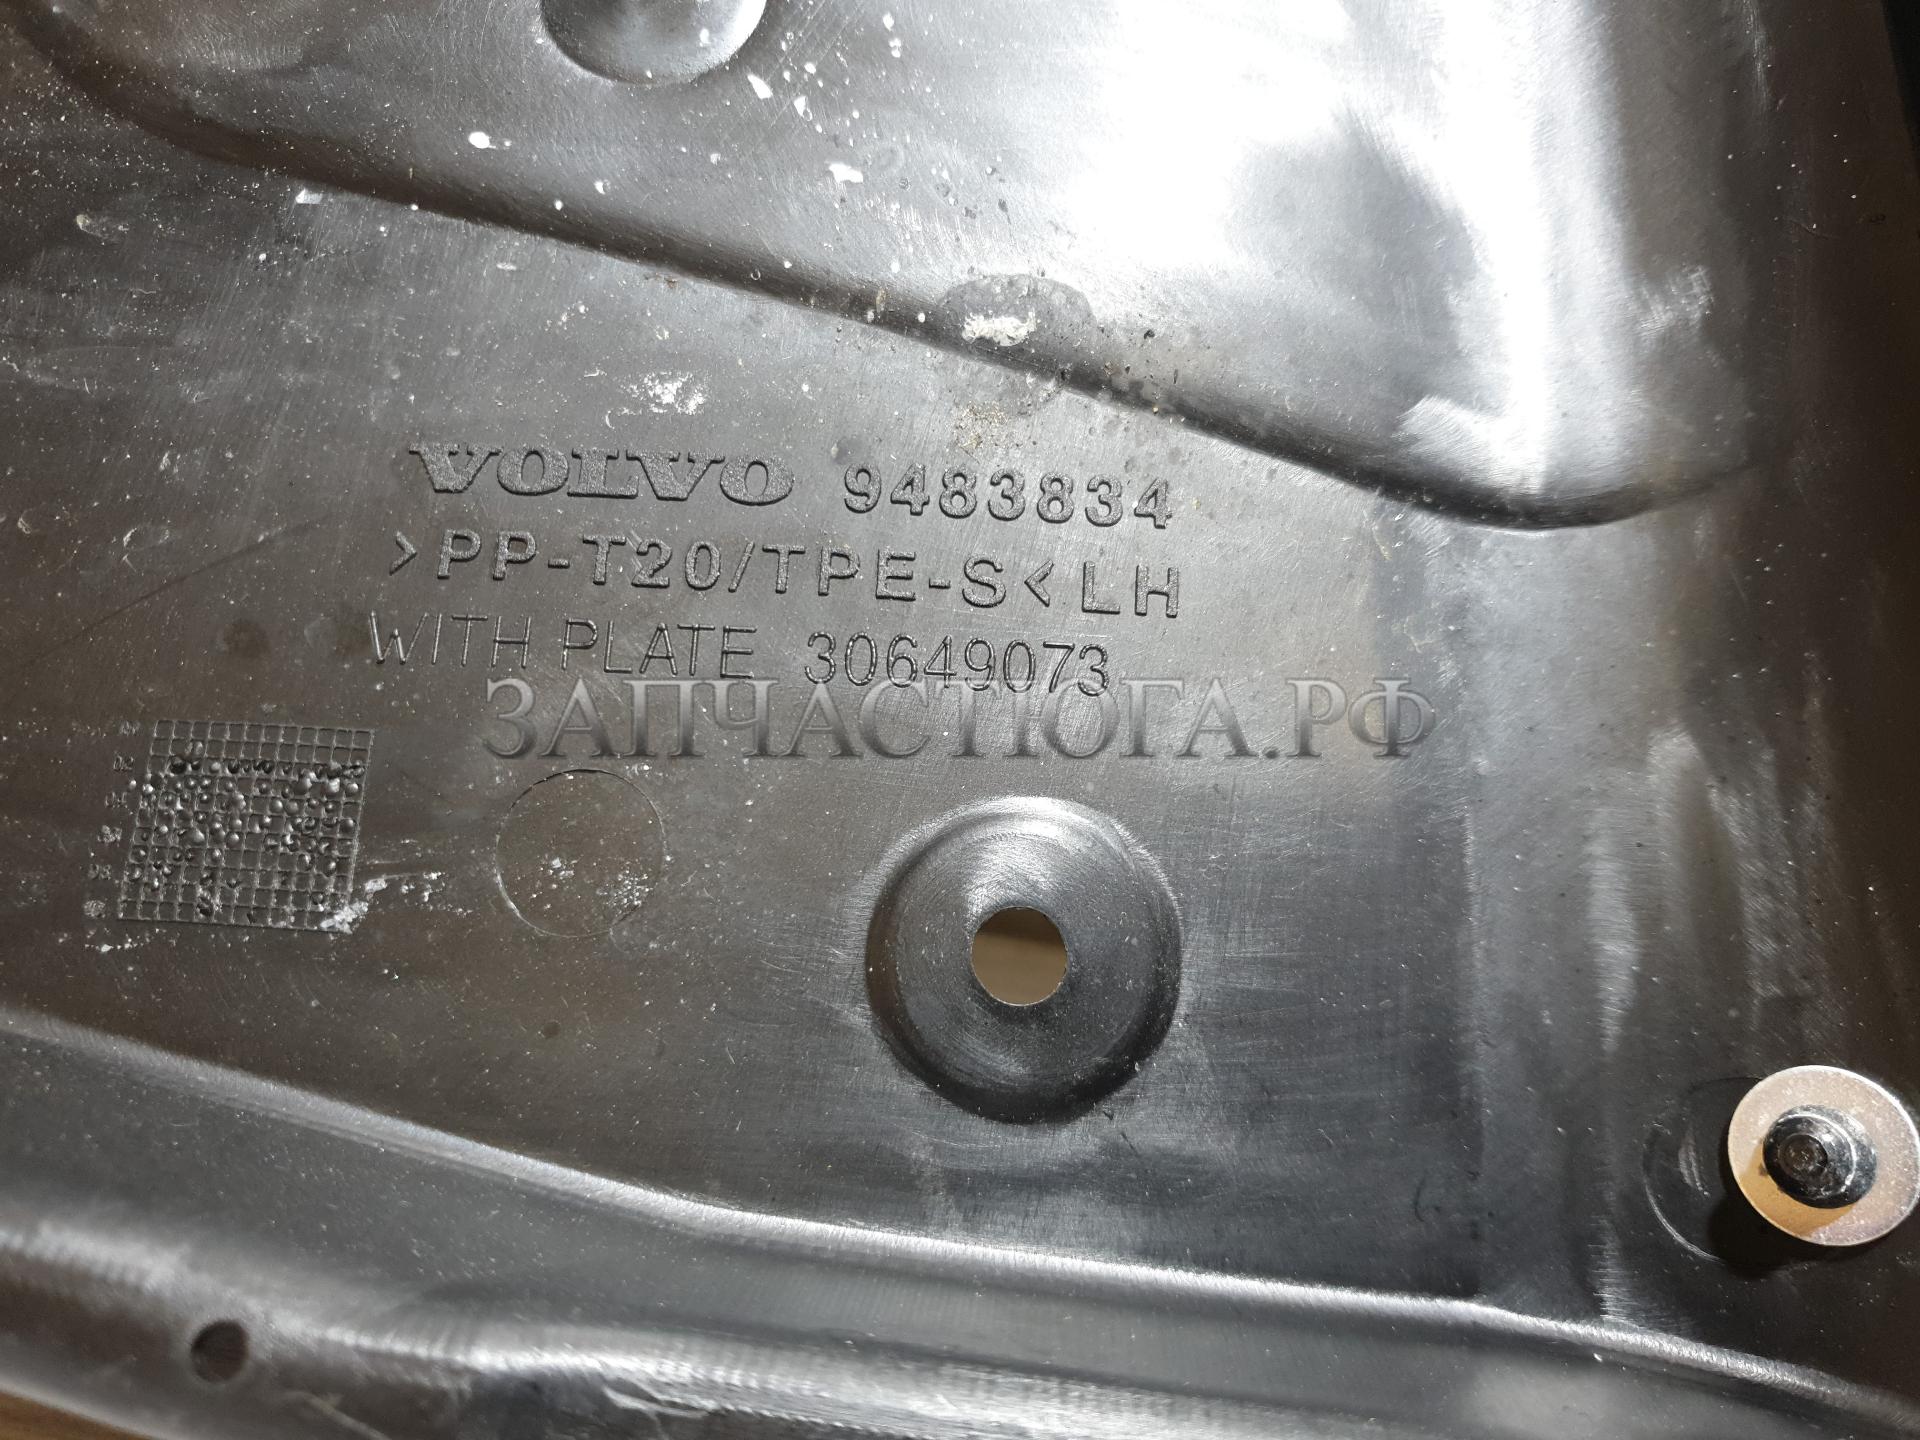 VOLVO 9483834
>PP-T20/TPE-S<LH
WITH PLATE 30649073
ЗАПЧАСТЮГА.РФ